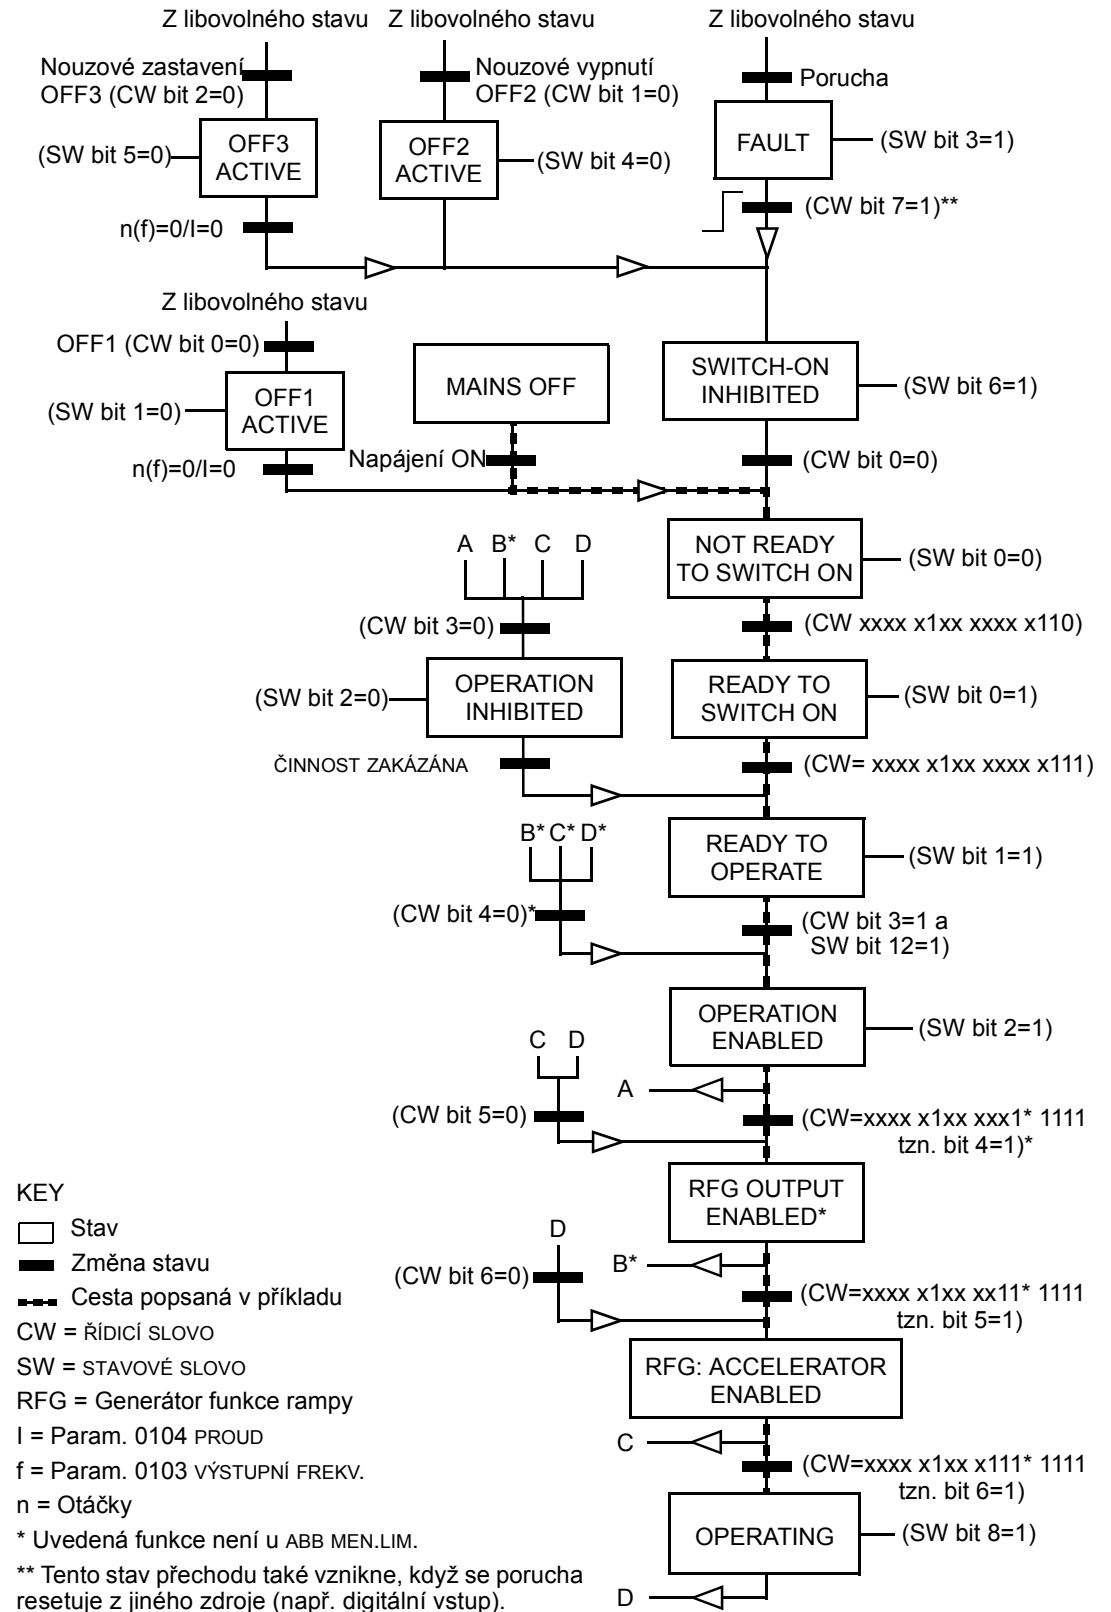 Z libovolného stavu Z libovolného stavu Z libovolného stavu
Nouzové zastavení
OFF3 (CW bit 2=0)
Nouzové vypnutí
OFF2 (CW bit 1=0)
Porucha
(SW bit 5=0)
OFF3
ACTIVE
OFF2
ACTIVE
(SW bit 4=0)
FAULT
(SW bit 3=1)
n(f)=0/I=0
(CW bit 7=1)**
Z libovolného stavu
OFF1 (CW bit 0=0)
(SW bit 1=0)
OFF1
ACTIVE
MAINS OFF
SWITCH-ON
INHIBITED
(SW bit 6=1)
n(f)=0/I=0
Napájení ON
(CW bit 0=0)
A B* C D
NOT READY
TO SWITCH ON
(SW bit 0=0)
(CW bit 3=0)
(CW xxxx x1xx xxxx x110)
(SW bit 2=0)
OPERATION
INHIBITED
READY TO
SWITCH ON
(SW bit 0=1)
ČINNOST ZAKÁZÁNA
(CW= xxxx x1xx xxxx x111)
B* C* D*
READY TO
OPERATE
(SW bit 1=1)
(CW bit 4=0)*
(CW bit 3=1 a
SW bit 12=1)
OPERATION
ENABLED
(SW bit 2=1)
C D
A
(CW bit 5=0)
(CW=xxxx x1xx xxx1* 1111
tzn. bit 4=1)*
RFG OUTPUT
ENABLED*
D
B*
(CW bit 6=0)
(CW=xxxx x1xx xx11* 1111
tzn. bit 5=1)
RFG: ACCELERATOR
ENABLED
C
(CW=xxxx x1xx x111* 1111
tzn. bit 6=1)
OPERATING
(SW bit 8=1)
D
KEY
Stav
Změna stavu
Cesta popsaná v příkladu
CW = ŘÍDICÍ SLOVO
SW = STAVOVÉ SLOVO
RFG = Generátor funkce rampy
I = Param. 0104 PROUD
f = Param. 0103 VÝSTUPNÍ FREKV.
n = Otáčky
* Uvedená funkce není u ABB MEN.LIM.
** Tento stav přechodu také vznikne, když se porucha
resetuje z jiného zdroje (např. digitální vstup).